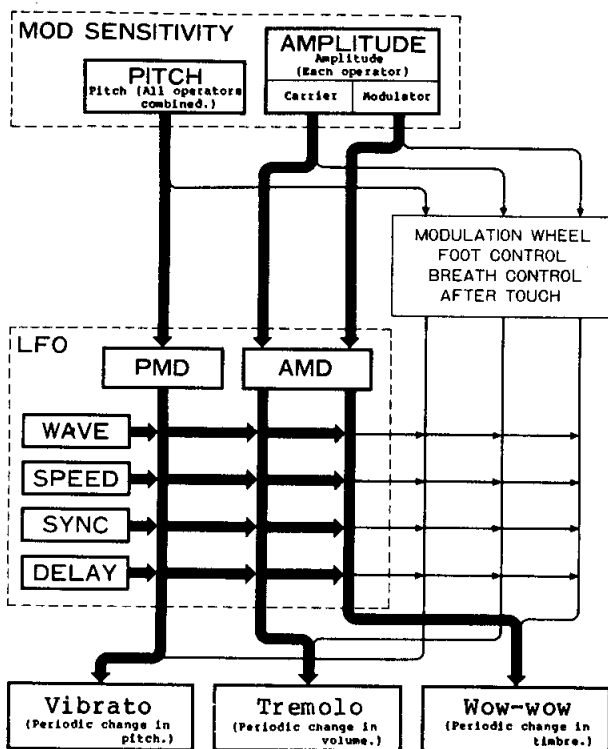 MOD SENSITIVITY
PITCH
Pitch (All operators
combined.)
AMPLITUDE
Amplitude
(Each operator)
Carrier
Modulator
MODULATION WHEEL
FOOT CONTROL
BREATH CONTROL
AFTER TOUCH
LFO
PMD
AMD
WAVE
SPEED
SYNC
DELAY
Vibrato
(Periodic change in
pitch.)
Tremolo
(Periodic change in
volume.)
Wow-wow
(Periodic change in
timbre.)